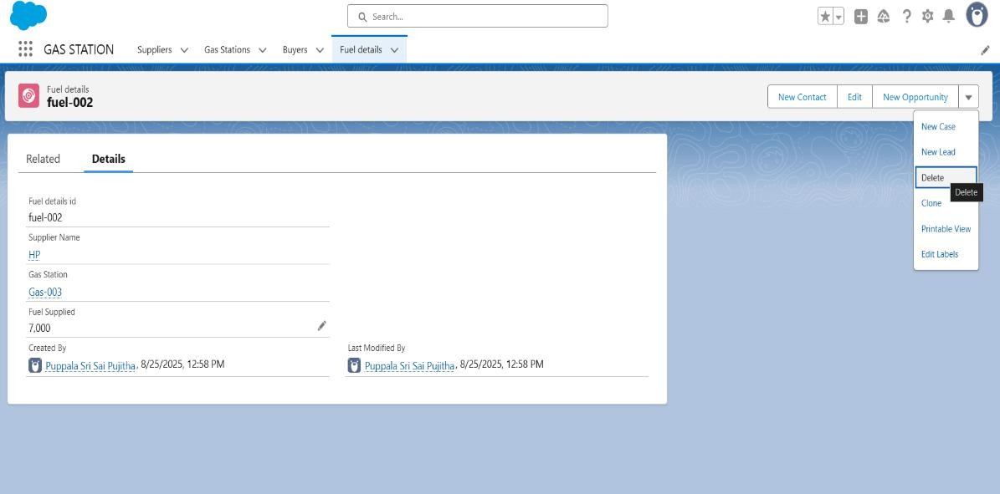 Search...
GAS STATION Suppliers Gas Stations Buyers Fuel details
Fuel details
fuel-002
New Contact Edit New Opportunity
New Case
New Lead
Delete
Delete
Clone
Printable View
Edit Labels
Related Details
Fuel details id
fuel-002
Supplier Name
HP
Gas Station
Gas-003
Fuel Supplied
7,000
Created By
Puppala Sri Sai Pujitha, 8/25/2025, 12:58 PM
Last Modified By
Puppala Sri Sai Pujitha, 8/25/2025, 12:58 PM